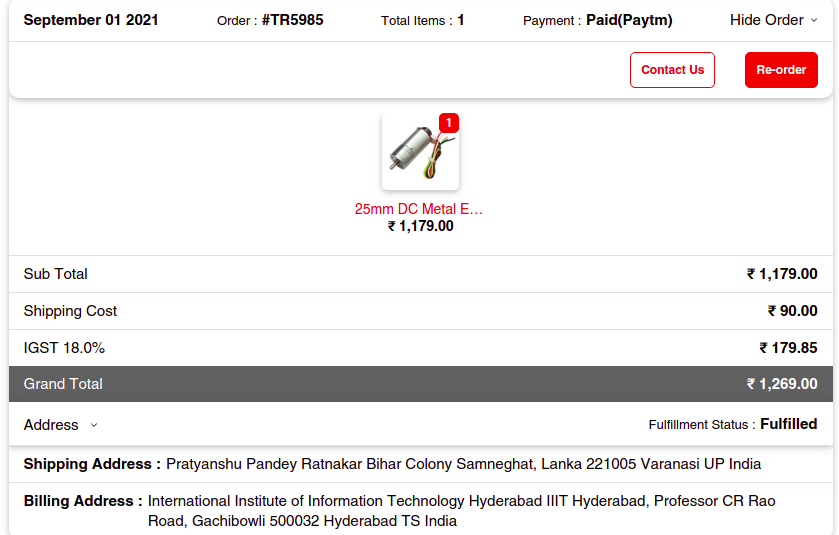 September 01 2021 Order : #TR5985 Total Items : 1 Payment : Paid(Paytm) Hide Order
Contact Us Re-order
1
25mm DC Metal E...
₹ 1,179.00
Sub Total ₹ 1,179.00
Shipping Cost ₹ 90.00
IGST 18.0% ₹ 179.85
Grand Total ₹ 1,269.00
Address Fulfillment Status : Fulfilled
Shipping Address : Pratyanshu Pandey Ratnakar Bihar Colony Samneghat, Lanka 221005 Varanasi UP India
Billing Address : International Institute of Information Technology Hyderabad IIIT Hyderabad, Professor CR Rao
Road, Gachibowli 500032 Hyderabad TS India